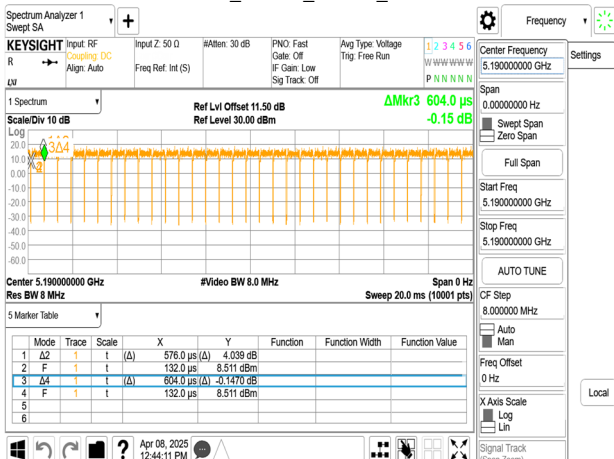 Spectrum Analyzer 1
Swept SA
Frequency
Settings
KEYSIGHT
R
Input: RF
Coupling: DC
Align: Auto
Input Z: 50 Ω
Freq Ref: Int (S)
#Atten: 30 dB
PNO: Fast
Gate: Off
IF Gain: Low
Sig Track: Off
Avg Type: Voltage
Trig: Free Run
1 2 3 4 5 6
W W W W W W
P N N N N N
1 Spectrum
Scale/Div 10 dB
Ref Lvl Offset 11.50 dB
Ref Level 30.00 dBm
ΔMkr3 604.0 µs
-0.15 dB
Log
20.0
10.0
0.00
-10.0
-20.0
-30.0
-40.0
-50.0
-60.0
3Δ4
Center 5.190000000 GHz
Res BW 8 MHz
#Video BW 8.0 MHz
Span 0 Hz
Sweep 20.0 ms (10001 pts)
5 Marker Table
Mode Trace Scale X Y Function Function Width Function Value
1 Δ2 1 t (Δ) 576.0 µs (Δ) 4.039 dB
2 F 1 t 132.0 µs 8.511 dBm
3 Δ4 1 t (Δ) 604.0 µs (Δ) -0.1470 dB
4 F 1 t 132.0 µs 8.511 dBm
5
6
Apr 08, 2025
12:44:11 PM
Center Frequency
5.190000000 GHz
Span
0.00000000 Hz
Swept Span
Zero Span
Full Span
Start Freq
5.190000000 GHz
Stop Freq
5.190000000 GHz
AUTO TUNE
CF Step
8.000000 MHz
Auto
Man
Freq Offset
0 Hz
X Axis Scale
Log
Lin
Signal Track
(Span Zoom)
Local